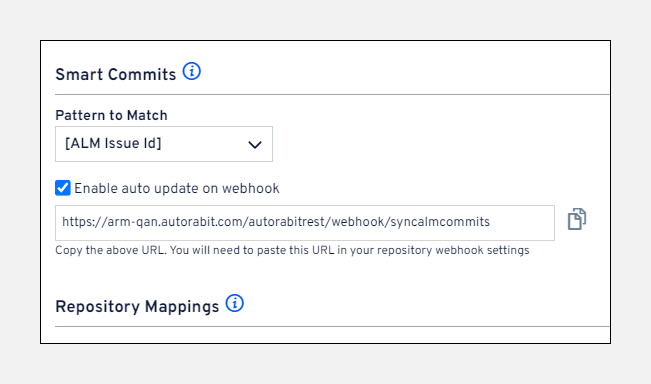 Smart Commits
Pattern to Match
[ALM Issue Id]
Enable auto update on webhook
https://arm-qan.autorabit.com/autorabitrest/webhook/syncalmcommits
Copy the above URL. You will need to paste this URL in your repository webhook settings
Repository Mappings